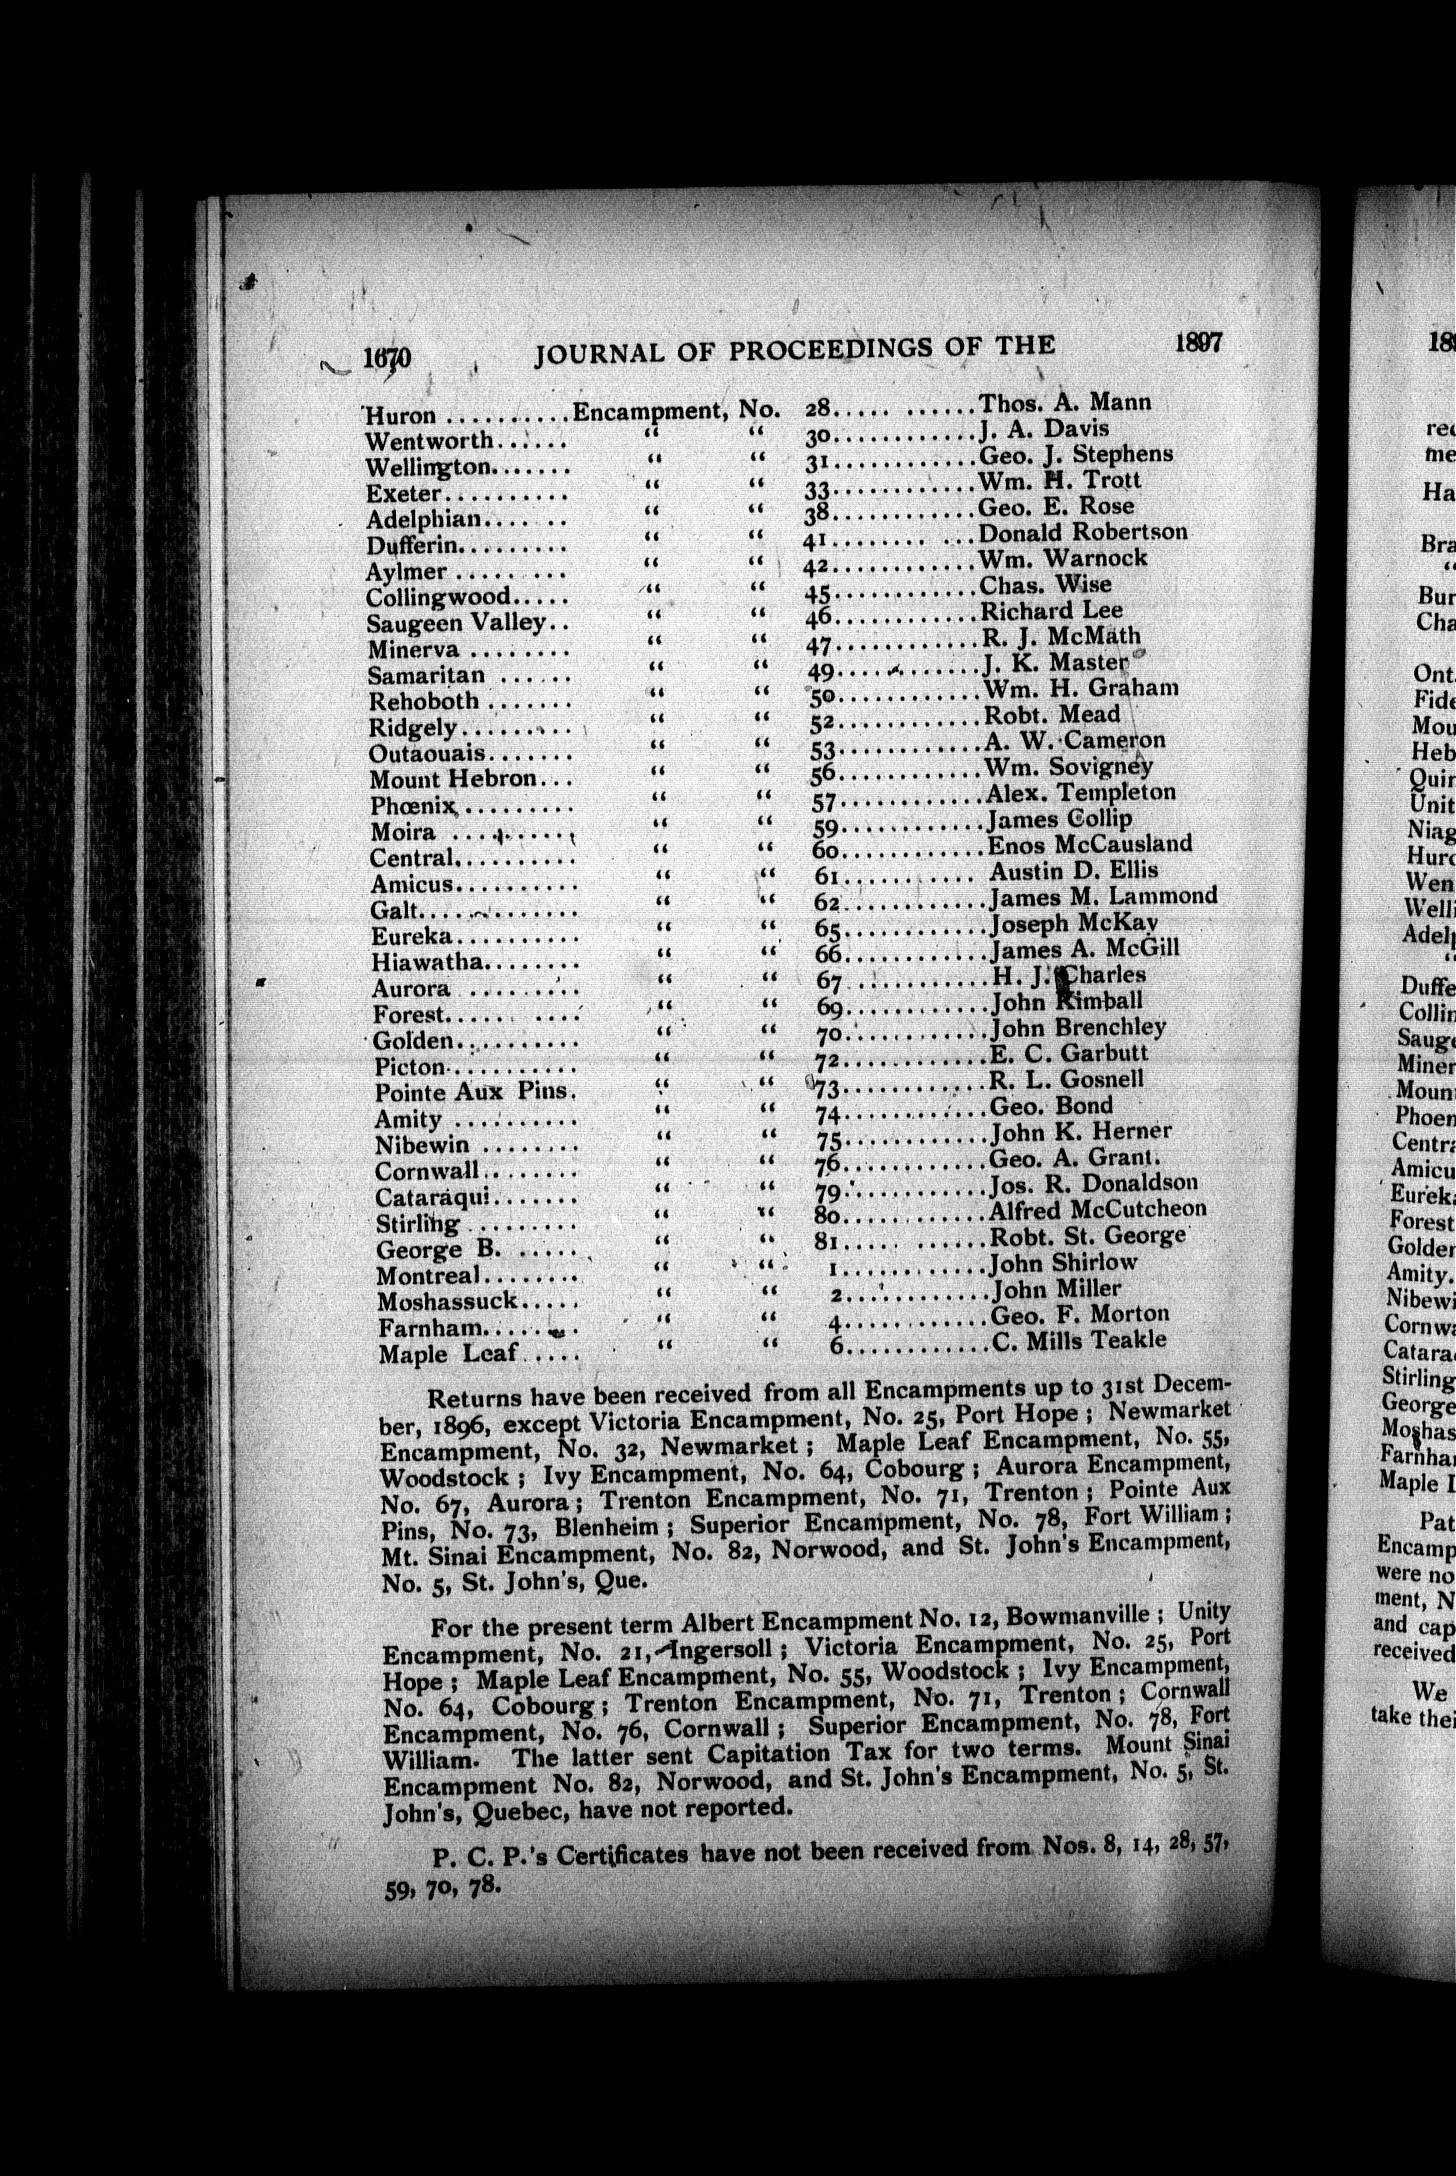 1670 JOURNAL OF PROCEEDINGS OF THE 1897
Huron .......... Encampment, No. 28..... ......Thos. A. Mann
Wentworth...... " " 30............J. A. Davis
Wellington....... " " 31............Geo. J. Stephens
Exeter.......... " " 33............Wm. H. Trott
Adelphian....... " " 38............Geo. E. Rose
Dufferin......... " " 41........ ...Donald Robertson
Aylmer ......... " " 42............Wm. Warnock
Collingwood..... " " 45............Chas. Wise
Saugeen Valley.. " " 46............Richard Lee
Minerva ........ " " 47............R. J. McMath
Samaritan ...... " " 49............J. K. Master
Rehoboth ....... " " 50............Wm. H. Graham
Ridgely.......... " " 52............Robt. Mead
Outaouais....... " " 53............A. W. Cameron
Mount Hebron... " " 56............Wm. Sovigney
Phœnix.......... " " 57............Alex. Templeton
Moira .......... " " 59............James Collip
Central.......... " " 60............Enos McCausland
Amicus.......... " " 61........... Austin D. Ellis
Galt............. " " 62............James M. Lammond
Eureka.......... " " 65............Joseph McKay
Hiawatha........ " " 66............James A. McGill
Aurora ......... " " 67............H. J. Charles
Forest.......... " " 69............John Kimball
Golden.......... " " 70............John Brenchley
Picton........... " " 72............E. C. Garbutt
Pointe Aux Pins. " " 73............R. L. Gosnell
Amity .......... " " 74............Geo. Bond
Nibewin ........ " " 75............John K. Herner
Cornwall........ " " 76............Geo. A. Grant.
Cataraqui....... " " 79............Jos. R. Donaldson
Stirling ......... " " 80............Alfred McCutcheon
George B. ...... " " 81..... ......Robt. St. George
Montreal........ " " 1............John Shirlow
Moshassuck..... " " 2............John Miller
Farnham........ " " 4............Geo. F. Morton
Maple Leaf ..... " " 6............C. Mills Teakle
Returns have been received from all Encampments up to 31st Decem-
ber, 1896, except Victoria Encampment, No. 25, Port Hope ; Newmarket
Encampment, No. 32, Newmarket ; Maple Leaf Encampment, No. 55,
Woodstock ; Ivy Encampment, No. 64, Cobourg ; Aurora Encampment,
No. 67, Aurora ; Trenton Encampment, No. 71, Trenton ; Pointe Aux
Pins, No. 73, Blenheim ; Superior Encampment, No. 78, Fort William ;
Mt. Sinai Encampment, No. 82, Norwood, and St. John's Encampment,
No. 5, St. John's, Que.
For the present term Albert Encampment No. 12, Bowmanville ; Unity
Encampment, No. 21, Ingersoll ; Victoria Encampment, No. 25, Port
Hope ; Maple Leaf Encampment, No. 55, Woodstock ; Ivy Encampment,
No. 64, Cobourg ; Trenton Encampment, No. 71, Trenton ; Cornwall
Encampment, No. 76, Cornwall ; Superior Encampment, No. 78, Fort
William. The latter sent Capitation Tax for two terms. Mount Sinai
Encampment No. 82, Norwood, and St. John's Encampment, No. 5, St.
John's, Quebec, have not reported.
P. C. P.'s Certificates have not been received from Nos. 8, 14, 28, 57,
59, 70, 78.